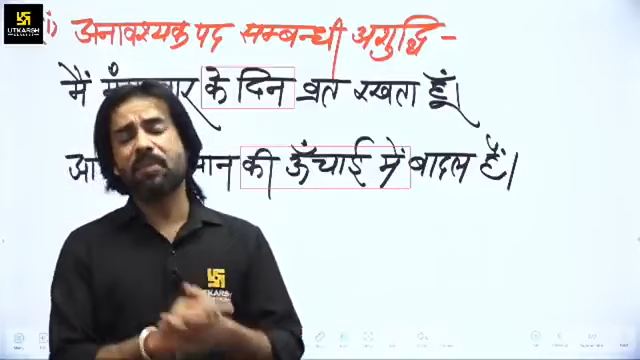 UTKARSH
i) अनावश्यक पद सम्बन्धी अशुद्धि -
मैं के दिन व्रत रखता हूं।
की ऊँचाई में बादल हैं।